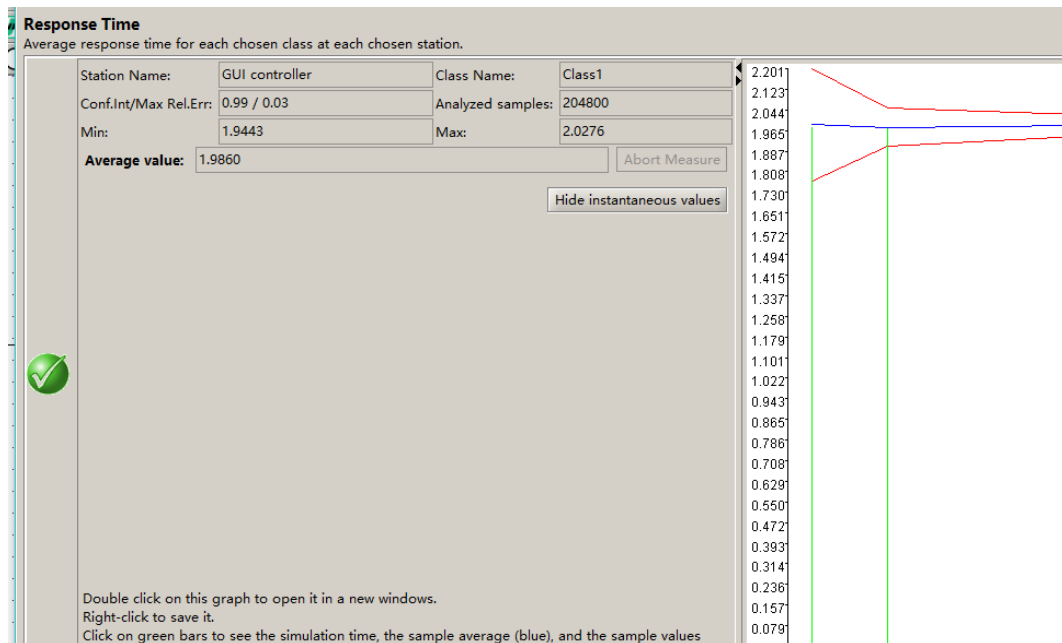 Response Time
Average response time for each chosen class at each chosen station.
Station Name: GUI controller Class Name: Class1
Conf.Int/Max Rel.Err: 0.99 / 0.03 Analyzed samples: 204800
Min: 1.9443 Max: 2.0276
Average value: 1.9860 Abort Measure
Hide instantaneous values
Double click on this graph to open it in a new windows.
Right-click to save it.
Click on green bars to see the simulation time, the sample average (blue), and the sample values
2.201
2.123
2.044
1.965
1.887
1.808
1.730
1.651
1.572
1.494
1.415
1.337
1.258
1.179
1.101
1.022
0.943
0.865
0.786
0.708
0.629
0.550
0.472
0.393
0.314
0.236
0.157
0.079